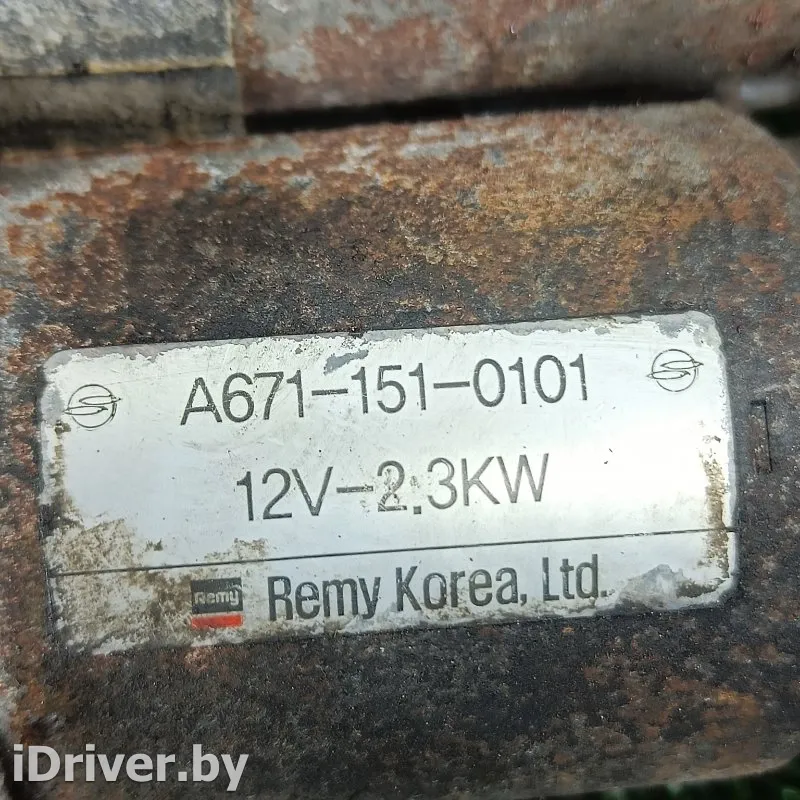 A671-151-0101
12V-2.3KW
Remy Remy Korea, Ltd.
iDriver.by